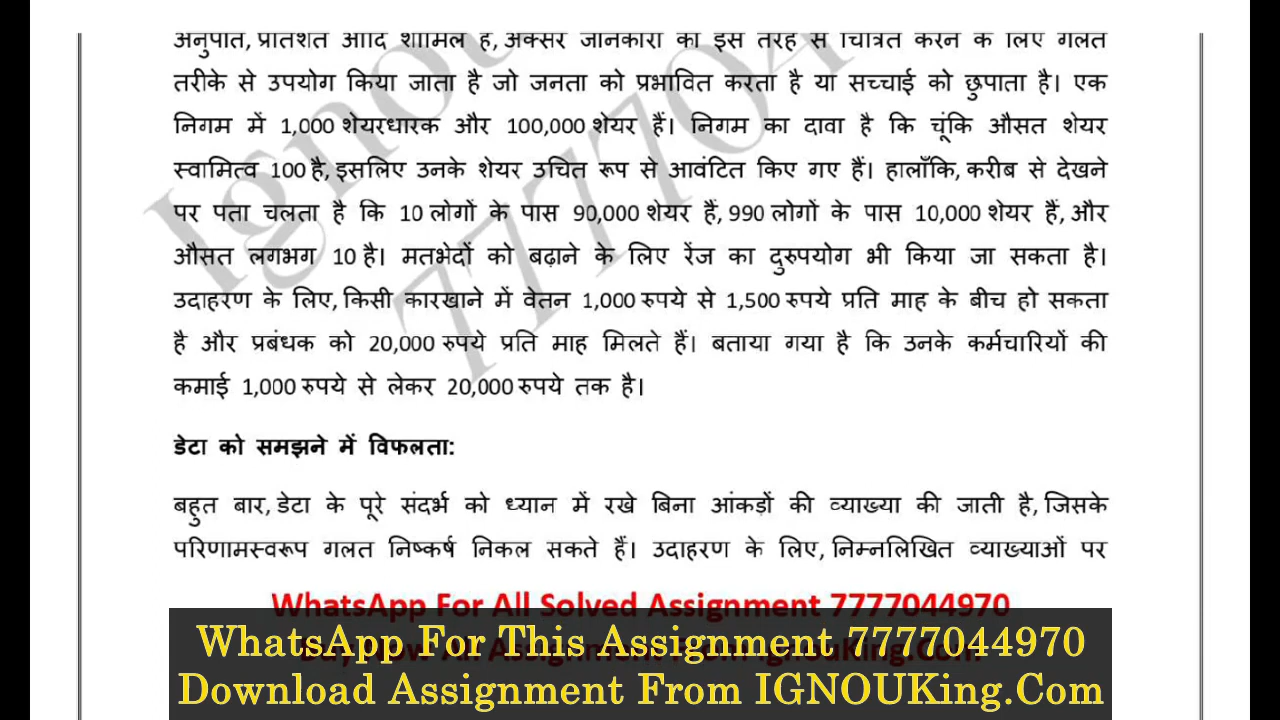 अनुपात, प्रतिशत आदि शामिल हैं, अक्सर जानकारी को इस तरह से चित्रित करने के लिए गलत
तरीके से उपयोग किया जाता है जो जनता को प्रभावित करता है या सच्चाई को छुपाता है। एक
निगम में 1,000 शेयरधारक और 100,000 शेयर हैं। निगम का दावा है कि चूंकि औसत शेयर
स्वामित्व 100 है, इसलिए उनके शेयर उचित रूप से आवंटित किए गए हैं। हालाँकि, करीब से देखने
पर पता चलता है कि 10 लोगों के पास 90,000 शेयर हैं, 990 लोगों के पास 10,000 शेयर हैं, और
औसत लगभग 10 है। मतभेदों को बढ़ाने के लिए रेंज का दुरुपयोग भी किया जा सकता है।
उदाहरण के लिए, किसी कारखाने में वेतन 1,000 रुपये से 1,500 रुपये प्रति माह के बीच हो सकता
है और प्रबंधक को 20,000 रुपये प्रति माह मिलते हैं। बताया गया है कि उनके कर्मचारियों की
कमाई 1,000 रुपये से लेकर 20,000 रुपये तक है।
डेटा को समझने में विफलता:
बहुत बार, डेटा के पूरे संदर्भ को ध्यान में रखे बिना आंकड़ों की व्याख्या की जाती है, जिसके
परिणामस्वरूप गलत निष्कर्ष निकल सकते हैं। उदाहरण के लिए, निम्नलिखित व्याख्याओं पर
WhatsApp For All Solved Assignment 7777044970
WhatsApp For This Assignment 7777044970
Download Assignment From IGNOUKing.Com